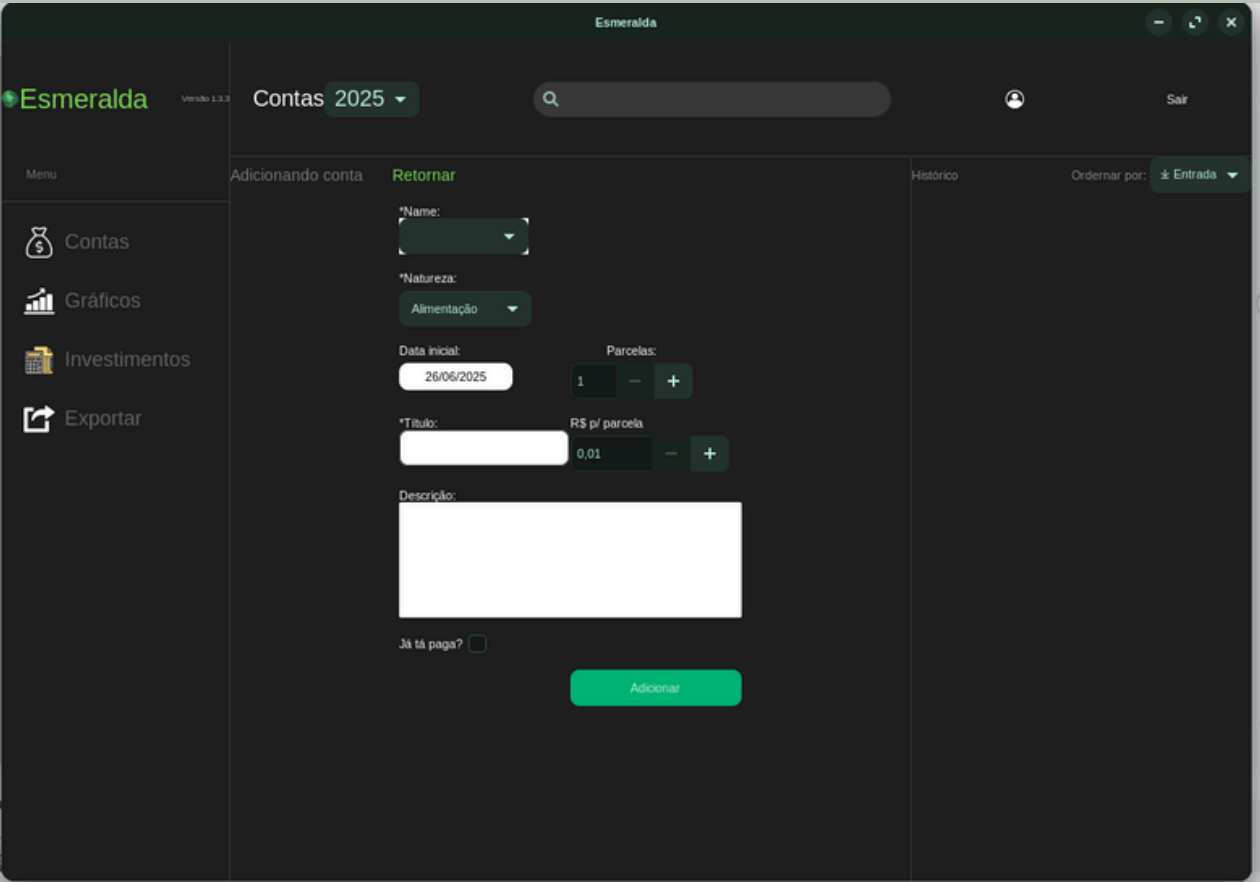 Esmeralda
Esmeralda
Versão 1.3.3
Contas 2025
Sair
Menu
Adicionando conta
Retornar
Histórico
Ordernar por:
Entrada
Contas
Gráficos
Investimentos
Exportar
*Name:
*Natureza:
Alimentação
Data inicial:
Parcelas:
26/06/2025
1 − +
*Título:
R$ p/ parcela
0,01 − +
Descrição:
Já tá paga?
Adicionar